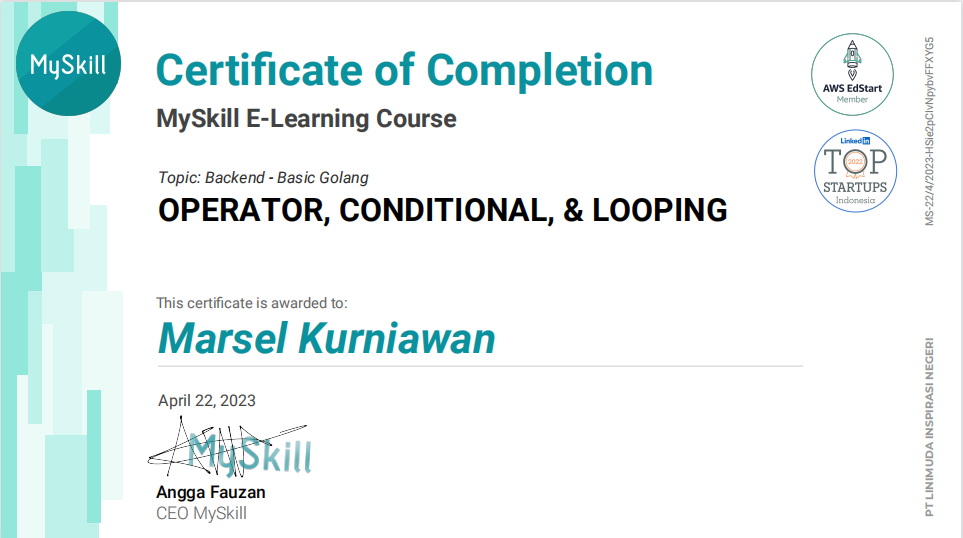 MySkill
Certificate of Completion
MySkill E-Learning Course
Topic: Backend - Basic Golang
OPERATOR, CONDITIONAL, & LOOPING
This certificate is awarded to:
Marsel Kurniawan
April 22, 2023
MySkill
Angga Fauzan
CEO MySkill
AWS EdStart
Member
LinkedIn
TOP
2022
STARTUPS
Indonesia
MS-22/4/2023-HSie2pClvNpybvFFXYG5
PT LINIMUDA INSPIRASI NEGERI